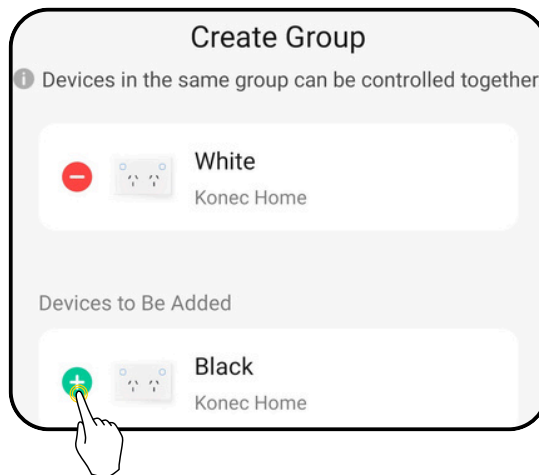 Create Group
Devices in the same group can be controlled together
White
Konec Home
Devices to Be Added
Black
Konec Home